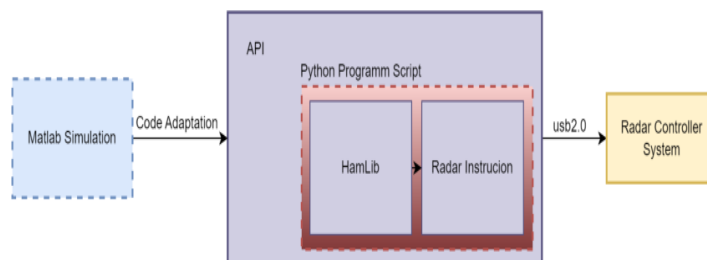 API
Python Programm Script
Matlab Simulation
Code Adaptation
HamLib
Radar Instrucion
usb2.0
Radar Controller
System